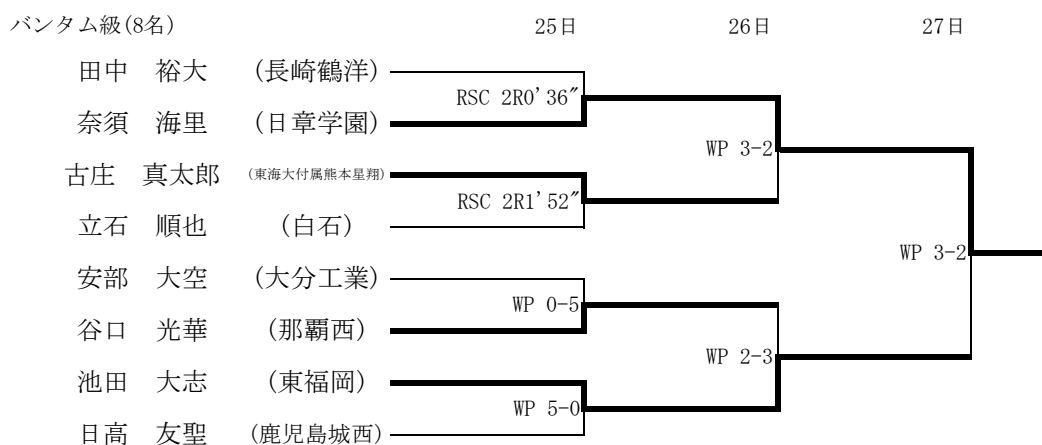 バンタム級(8名) 25日 26日 27日
田中 裕大 (長崎鶴洋)
RSC 2R0'36″
奈須 海里 (日章学園)
WP 3-2
古庄 真太郎 (東海大付属熊本星翔)
RSC 2R1'52″
立石 順也 (白石)
WP 3-2
安部 大空 (大分工業)
WP 0-5
谷口 光華 (那覇西)
WP 2-3
池田 大志 (東福岡)
WP 5-0
日高 友聖 (鹿児島城西)